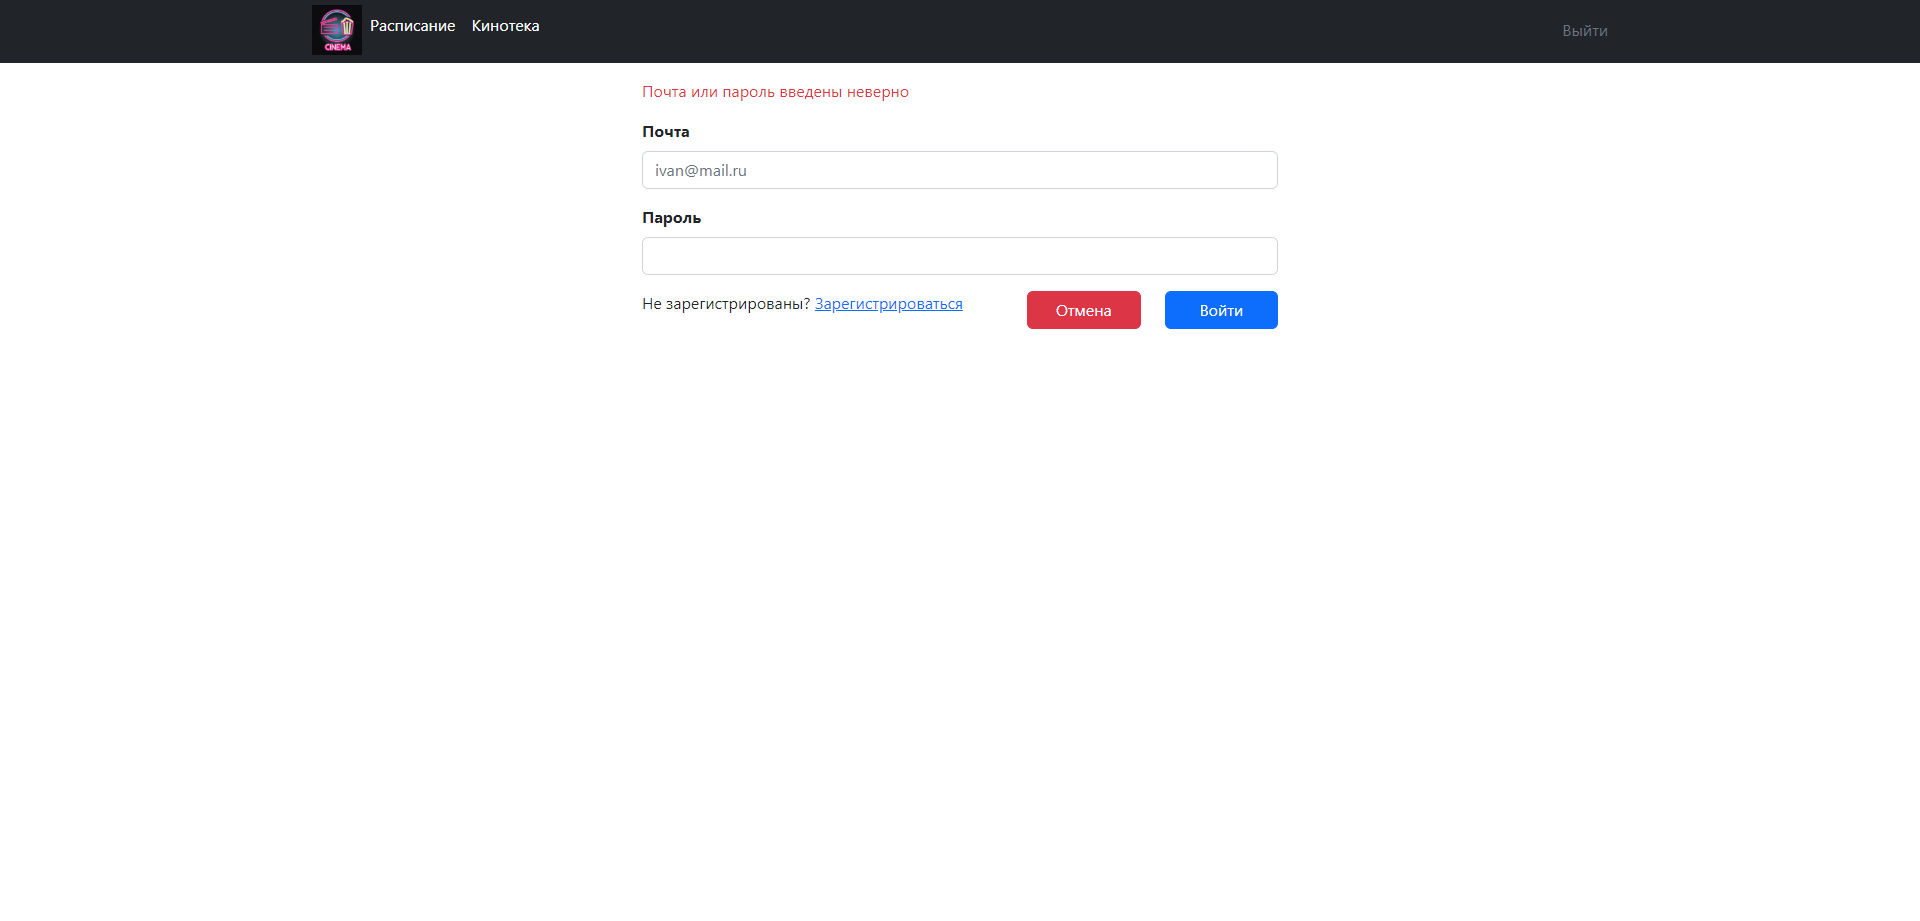 CINEMA
Расписание Кинотека
Выйти
Почта или пароль введены неверно
Почта
ivan@mail.ru
Пароль
Не зарегистрированы? Зарегистрироваться
Отмена Войти